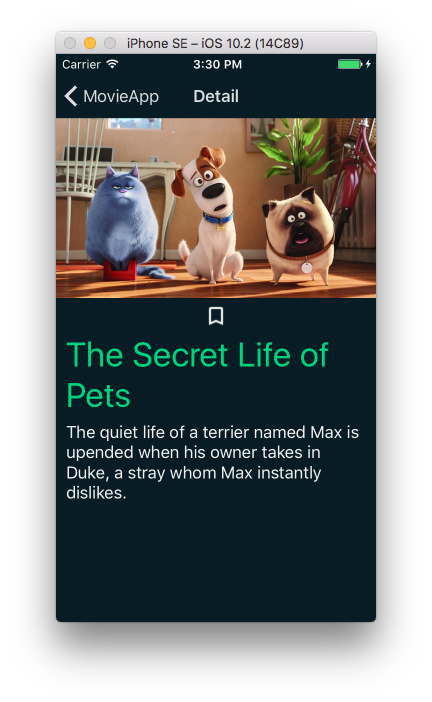 iPhone SE – iOS 10.2 (14C89)
Carrier 3:30 PM
MovieApp Detail
The Secret Life of
Pets
The quiet life of a terrier named Max is
upended when his owner takes in
Duke, a stray whom Max instantly
dislikes.